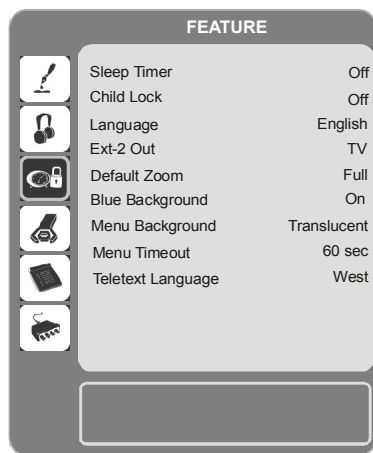 FEATURE
Sleep Timer Off
Child Lock Off
Language English
Ext-2 Out TV
Default Zoom Full
Blue Background On
Menu Background Translucent
Menu Timeout 60 sec
Teletext Language West